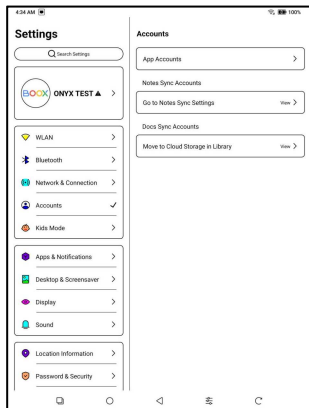 4:34 AM
100%
Settings
Search Settings
BOOX
ONYX TEST
WLAN
Bluetooth
Network & Connection
Accounts
Kids Mode
Apps & Notifications
Desktop & Screensaver
Display
Sound
Location Information
Password & Security
Accounts
App Accounts
Notes Sync Accounts
Go to Notes Sync Settings View
Docs Sync Accounts
Move to Cloud Storage in Library View